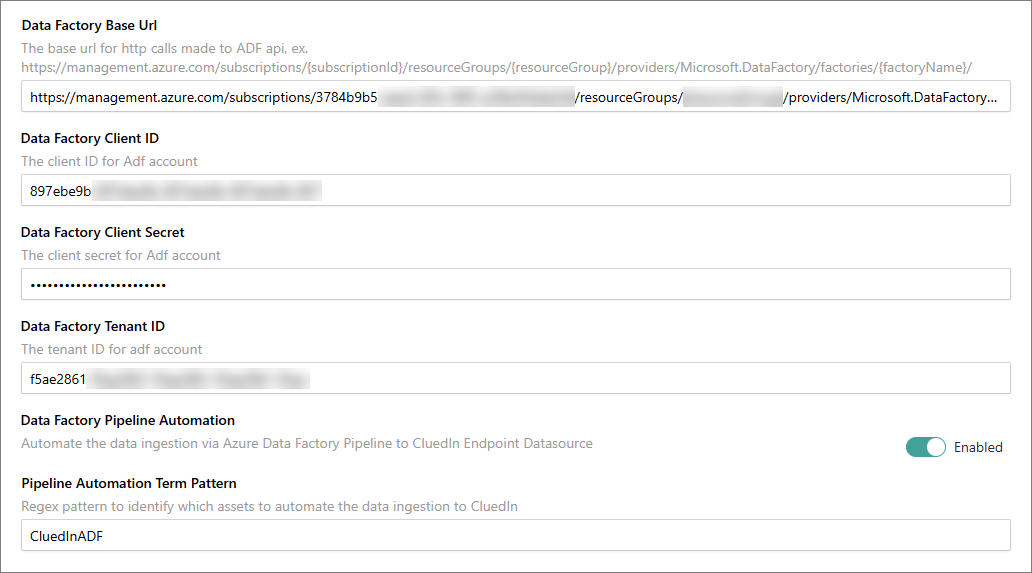 Data Factory Base Url
The base url for http calls made to ADF api, ex.
https://management.azure.com/subscriptions/{subscriptionId}/resourceGroups/{resourceGroup}/providers/Microsoft.DataFactory/factories/{factoryName}/
https://management.azure.com/subscriptions/3784b9b5 /resourceGroups/ /providers/Microsoft.DataFactory...
Data Factory Client ID
The client ID for Adf account
897ebe9b
Data Factory Client Secret
The client secret for Adf account
••••••••••••••••••••••••
Data Factory Tenant ID
The tenant ID for adf account
f5ae2861
Data Factory Pipeline Automation
Automate the data ingestion via Azure Data Factory Pipeline to CluedIn Endpoint Datasource
Enabled
Pipeline Automation Term Pattern
Regex pattern to identify which assets to automate the data ingestion to CluedIn
CluedInADF